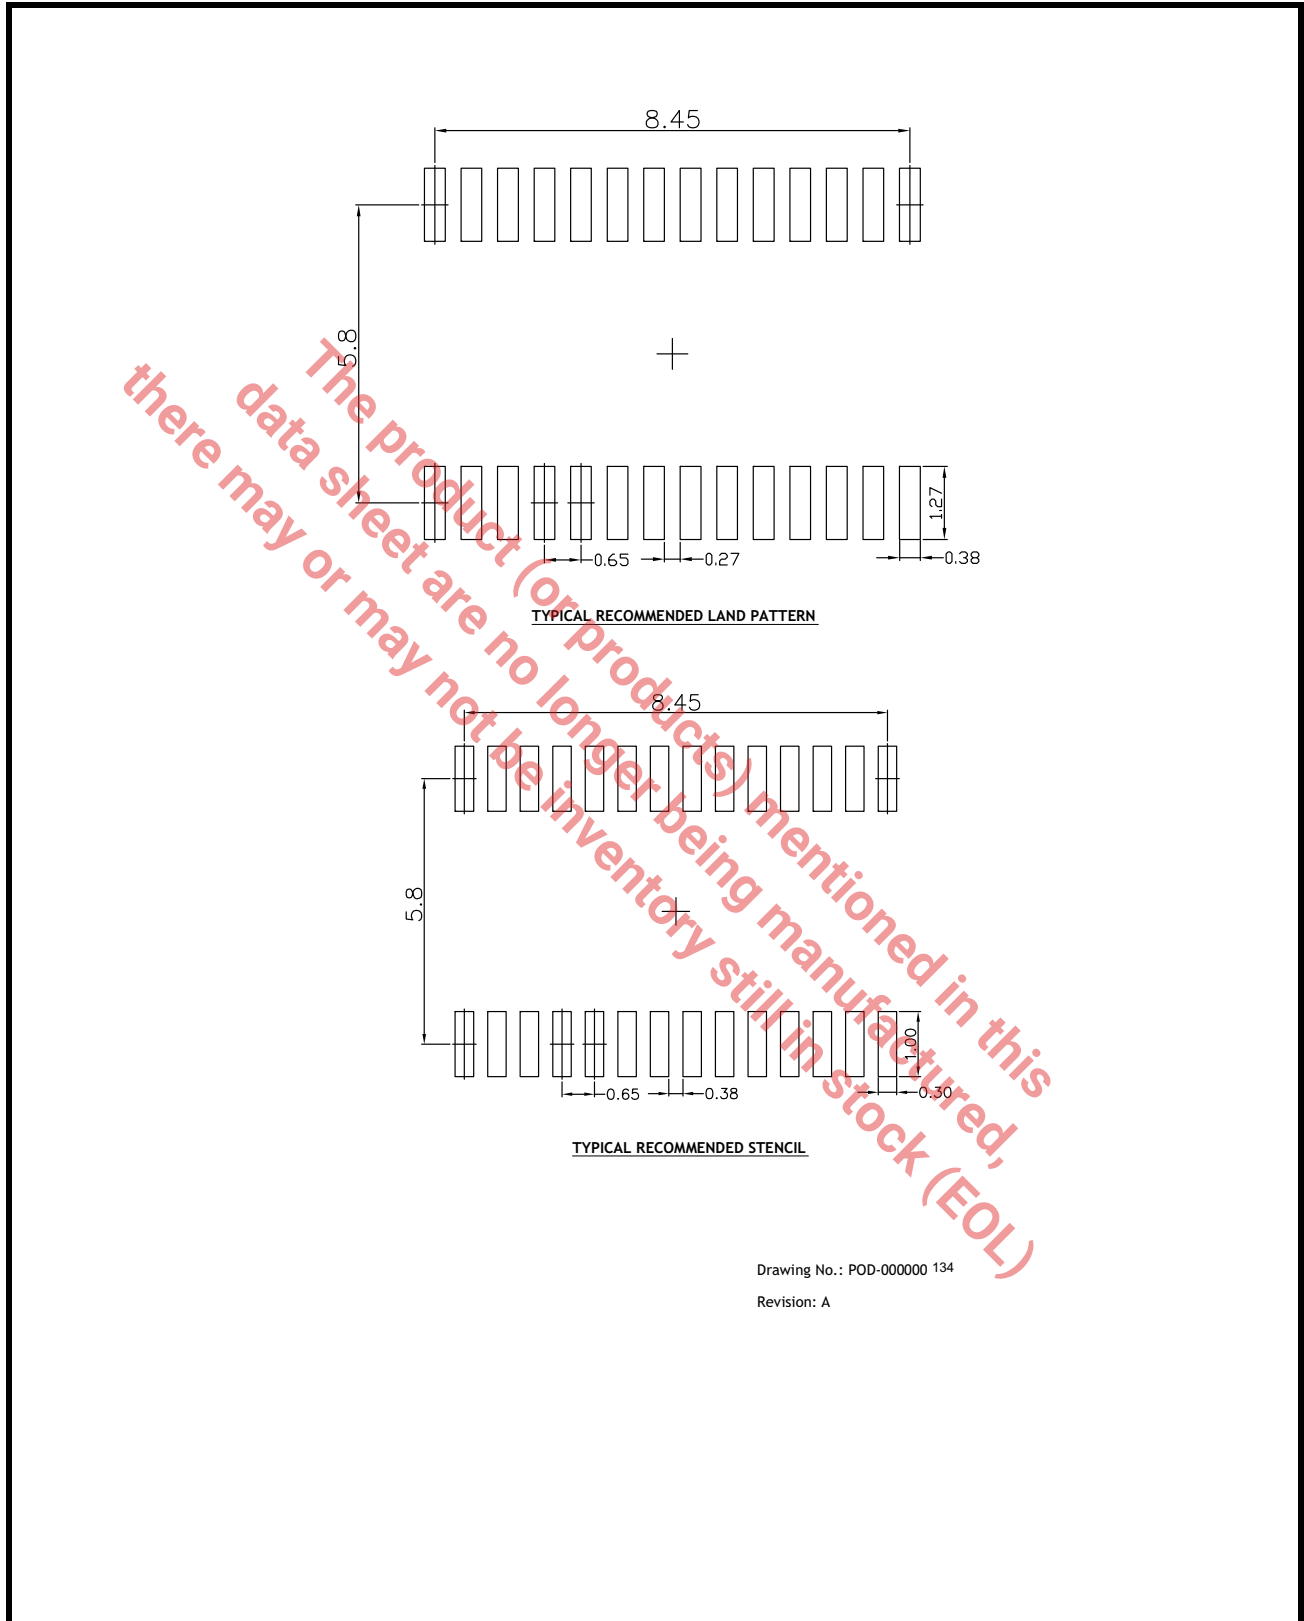 8.45
5.8
1.27
0.65
0.27
0.38
TYPICAL RECOMMENDED LAND PATTERN
8.45
5.8
1.00
0.65
0.38
0.30
TYPICAL RECOMMENDED STENCIL
Drawing No.: POD-000000 134
Revision: A
The product (or products) mentioned in this
data sheet are no longer being manufactured,
there may or may not be inventory still in stock (EOL)